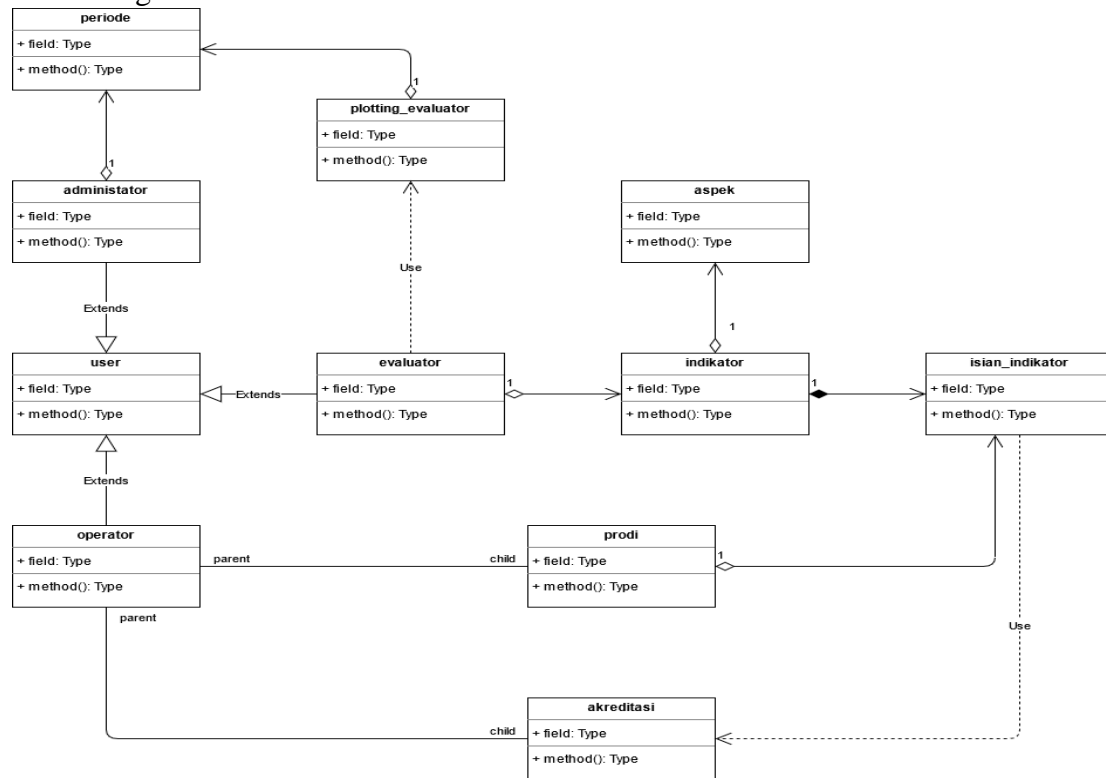 periode
+ field: Type
+ method(): Type
1
plotting_evaluator
+ field: Type
+ method(): Type
1
administator
+ field: Type
+ method(): Type
aspek
+ field: Type
+ method(): Type
Use
Extends
1
user
+ field: Type
+ method(): Type
Extends
evaluator
+ field: Type
+ method(): Type
1
indikator
+ field: Type
+ method(): Type
1
isian_indikator
+ field: Type
+ method(): Type
Extends
operator
+ field: Type
+ method(): Type
parent
child
prodi
+ field: Type
+ method(): Type
1
parent
Use
child
akreditasi
+ field: Type
+ method(): Type